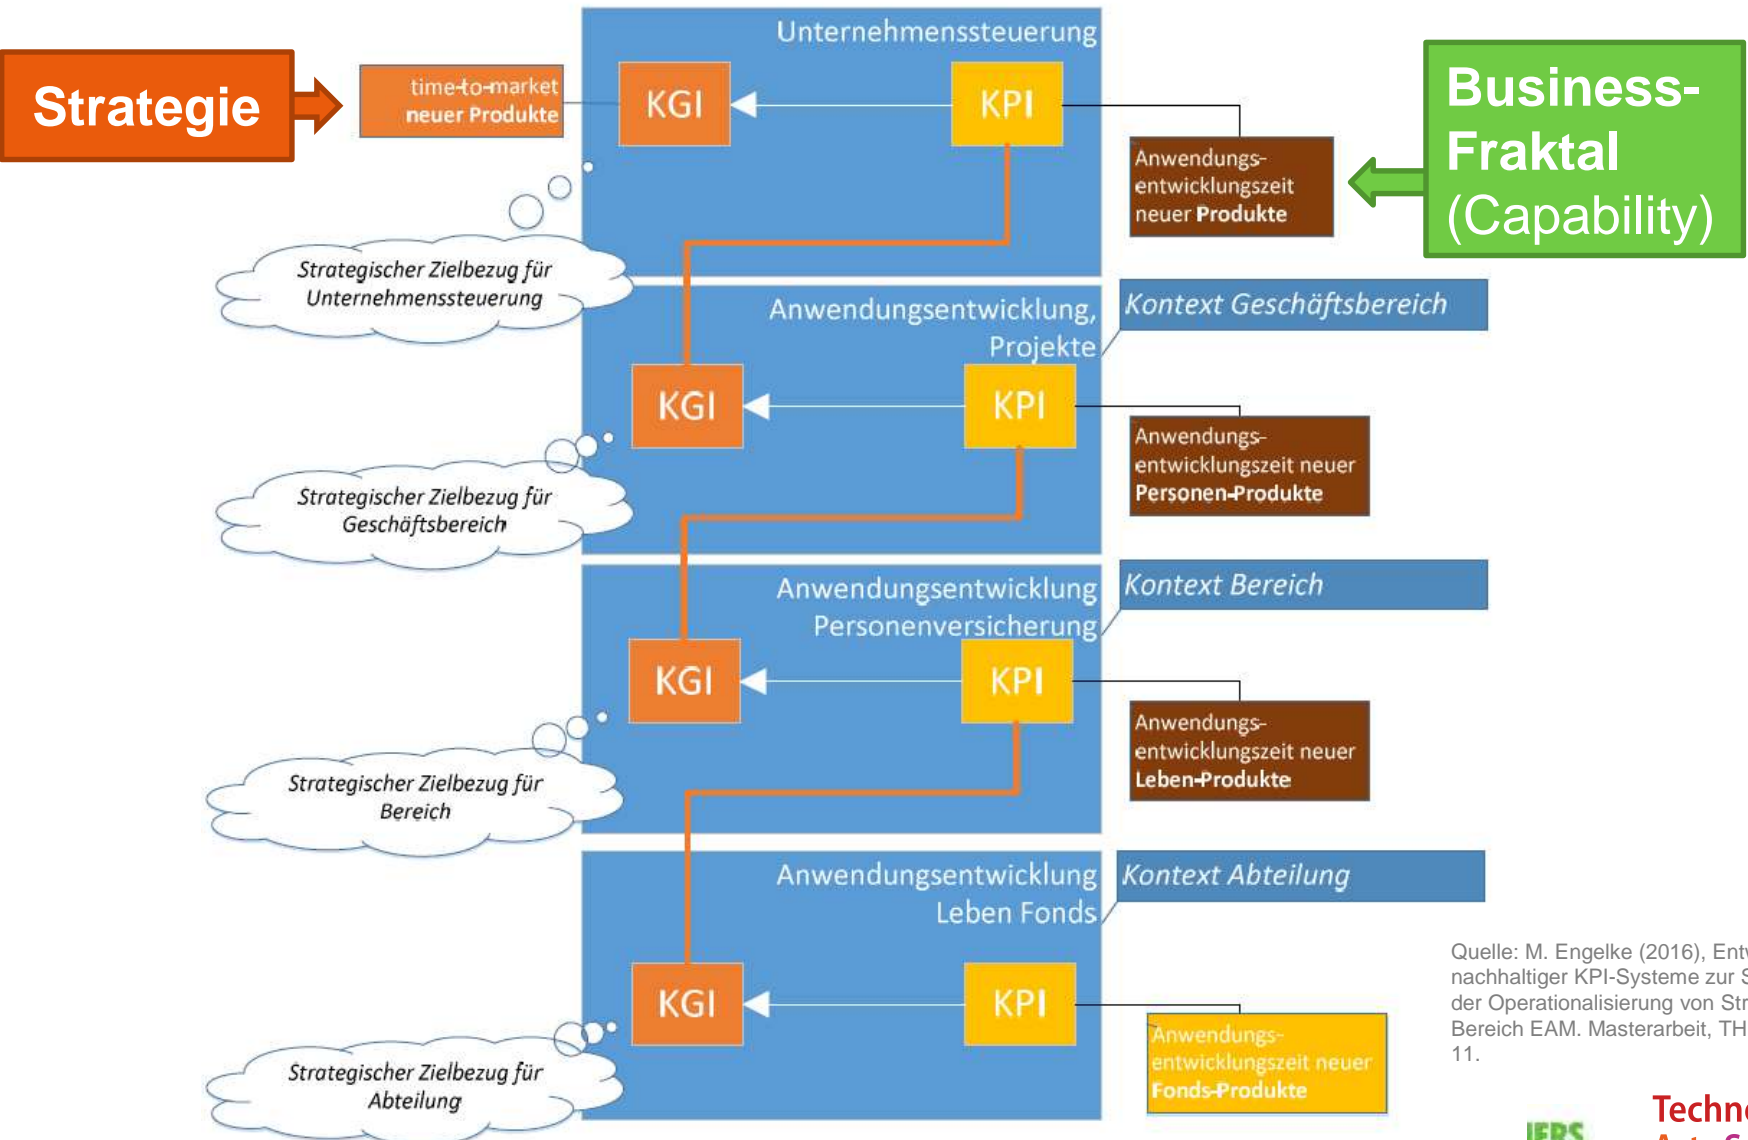 Unternehmenssteuerung
Strategie
time-to-market
neuer Produkte
KGI
KPI
Business-
Fraktal
(Capability)
Anwendungs-
entwicklungszeit
neuer Produkte
Strategischer Zielbezug für
Unternehmenssteuerung
Anwendungsentwicklung,
Projekte
Kontext Geschäftsbereich
KGI
KPI
Anwendungs-
entwicklungszeit neuer
Personen-Produkte
Strategischer Zielbezug für
Geschäftsbereich
Anwendungsentwicklung
Personenversicherung
Kontext Bereich
KGI
KPI
Anwendungs-
entwicklungszeit neuer
Leben-Produkte
Strategischer Zielbezug für
Bereich
Anwendungsentwicklung
Leben Fonds
Kontext Abteilung
KGI
KPI
Anwendungs-
entwicklungszeit neuer
Fonds-Produkte
Strategischer Zielbezug für
Abteilung
Quelle: M. Engelke (2016),
nachhaltiger KPI-Systeme zur
der Operationalisierung von
Bereich EAM. Masterarbeit, TH
11.